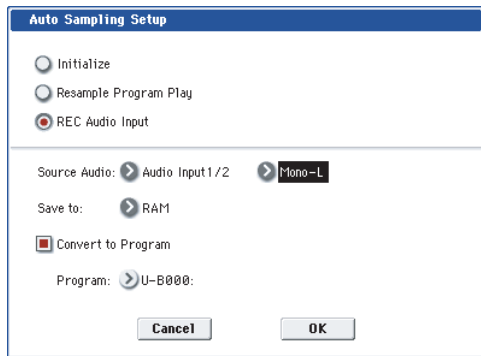 Auto Sampling Setup
Initialize
Resample Program Play
REC Audio Input
Source Audio: Audio Input1/2 Mono-L
Save to: RAM
Convert to Program
Program: U-B000:
Cancel OK